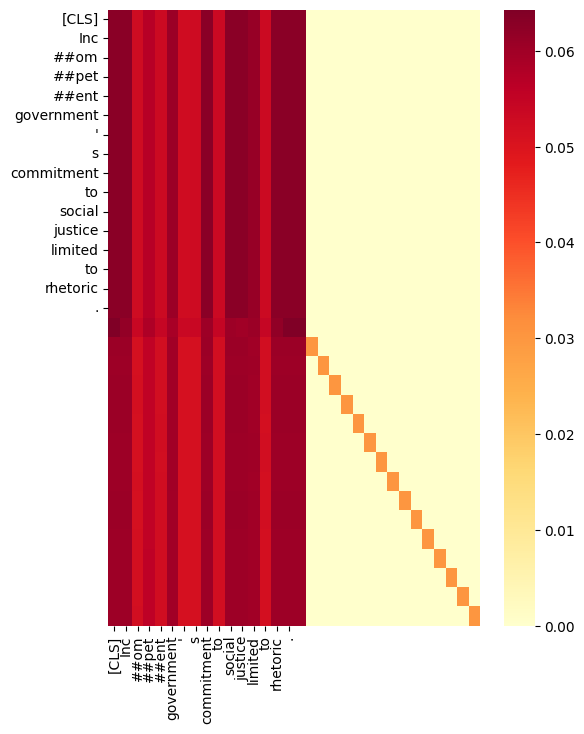 [CLS]
Inc
##om
##pet
##ent
government
'
s
commitment
to
social
justice
limited
to
rhetoric
.
0.06
0.05
0.04
0.03
0.02
0.01
0.00
[CLS]
Inc
##om
##pet
##ent
government
'
s
commitment
to
social
justice
limited
to
rhetoric
.